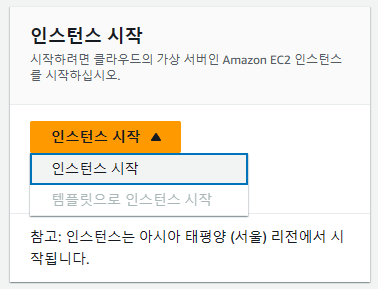 인스턴스 시작
시작하려면 클라우드의 가상 서버인 Amazon EC2 인스턴스
를 시작하십시오.
인스턴스 시작 ▲
인스턴스 시작
템플릿으로 인스턴스 시작
참고: 인스턴스는 아시아 태평양 (서울) 리전에서 시
작됩니다.